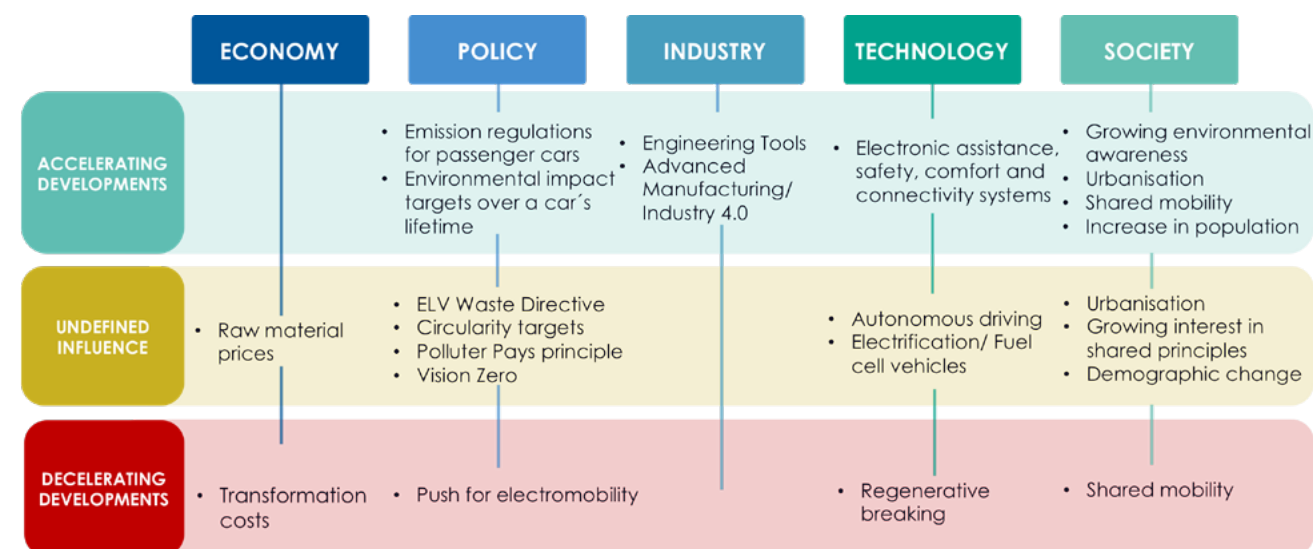 ECONOMY
POLICY
INDUSTRY
TECHNOLOGY
SOCIETY
ACCELERATING
DEVELOPMENTS
• Emission regulations
for passenger cars
• Environmental impact
targets over a car´s
lifetime
• Engineering Tools
• Advanced
Manufacturing/
Industry 4.0
• Electronic assistance,
safety, comfort and
connectivity systems
• Growing environmental
awareness
• Urbanisation
• Shared mobility
• Increase in population
UNDEFINED
INFLUENCE
• Raw material
prices
• ELV Waste Directive
• Circularity targets
• Polluter Pays principle
• Vision Zero
• Autonomous driving
• Electrification/ Fuel
cell vehicles
• Urbanisation
• Growing interest in
shared principles
• Demographic change
DECELERATING
DEVELOPMENTS
• Transformation
costs
• Push for electromobility
• Regenerative
breaking
• Shared mobility